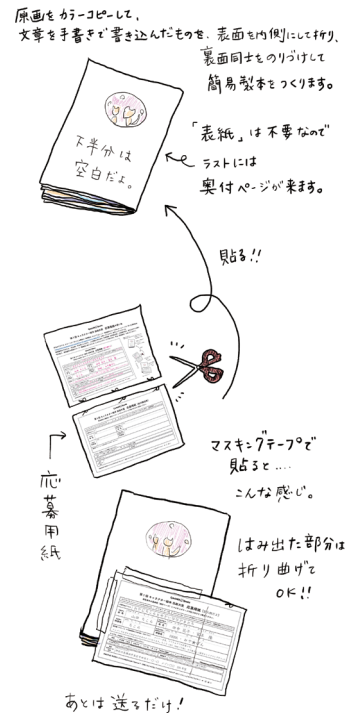 原画をカラーコピーして、
文章を手書きで書き込んだものを、表面を内側にして折り、
裏面同士をのりづけして
簡易製本をつくります。
下半分は
空白だよ。
「表紙」は不要なので
ラストには
奥付ページが来ます。
貼る!!
応募用紙
マスキングテープで
貼ると....
こんな感じ。
はみ出た部分は
折り曲げて
OK!!
あとは送るだけ!